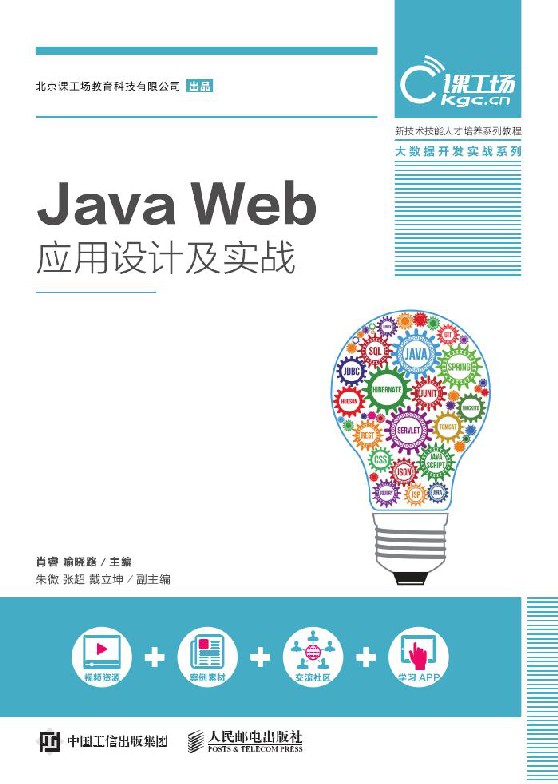 北京课工场教育科技有限公司 出品
课工场
kgc.cn
新技术技能人才培养系列教程
大数据开发实战系列
Java Web
应用设计及实战
GIT
SQL
JAVA
JDBC
SPRING
HIBERNATE
JUNIT
SERVLET
TOMCAT
REST
CSS
JSON
JAVA
SCRIPT
JSP
肖睿 喻晓路 / 主编
朱微 张超 戴立坤 / 副主编
视频资源
案例素材
交流社区
学习 APP
中国工信出版集团
人民邮电出版社
POSTS & TELECOM PRESS